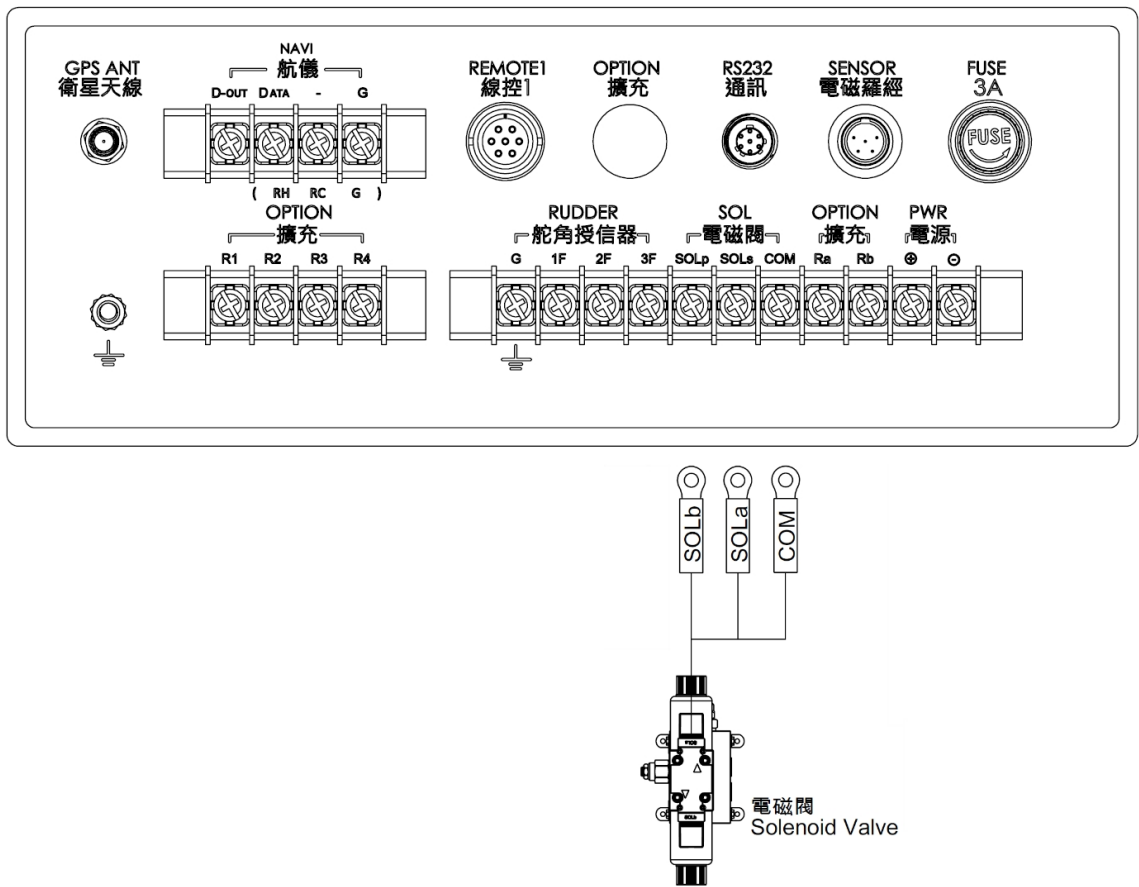 GPS ANT
衛星天線
NAVI
航儀
D-OUT DATA - G
( RH RC G )
REMOTE1
線控1
OPTION
擴充
RS232
通訊
SENSOR
電磁羅經
FUSE
3A
FUSE
OPTION
擴充
R1 R2 R3 R4
RUDDER
舵角授信器
G 1F 2F 3F
SOL
電磁閥
SOLp SOLs COM
OPTION
擴充
Ra Rb
PWR
電源
⊕ ⊖
SOLb
SOLa
COM
SOLb
電磁閥
Solenoid Valve